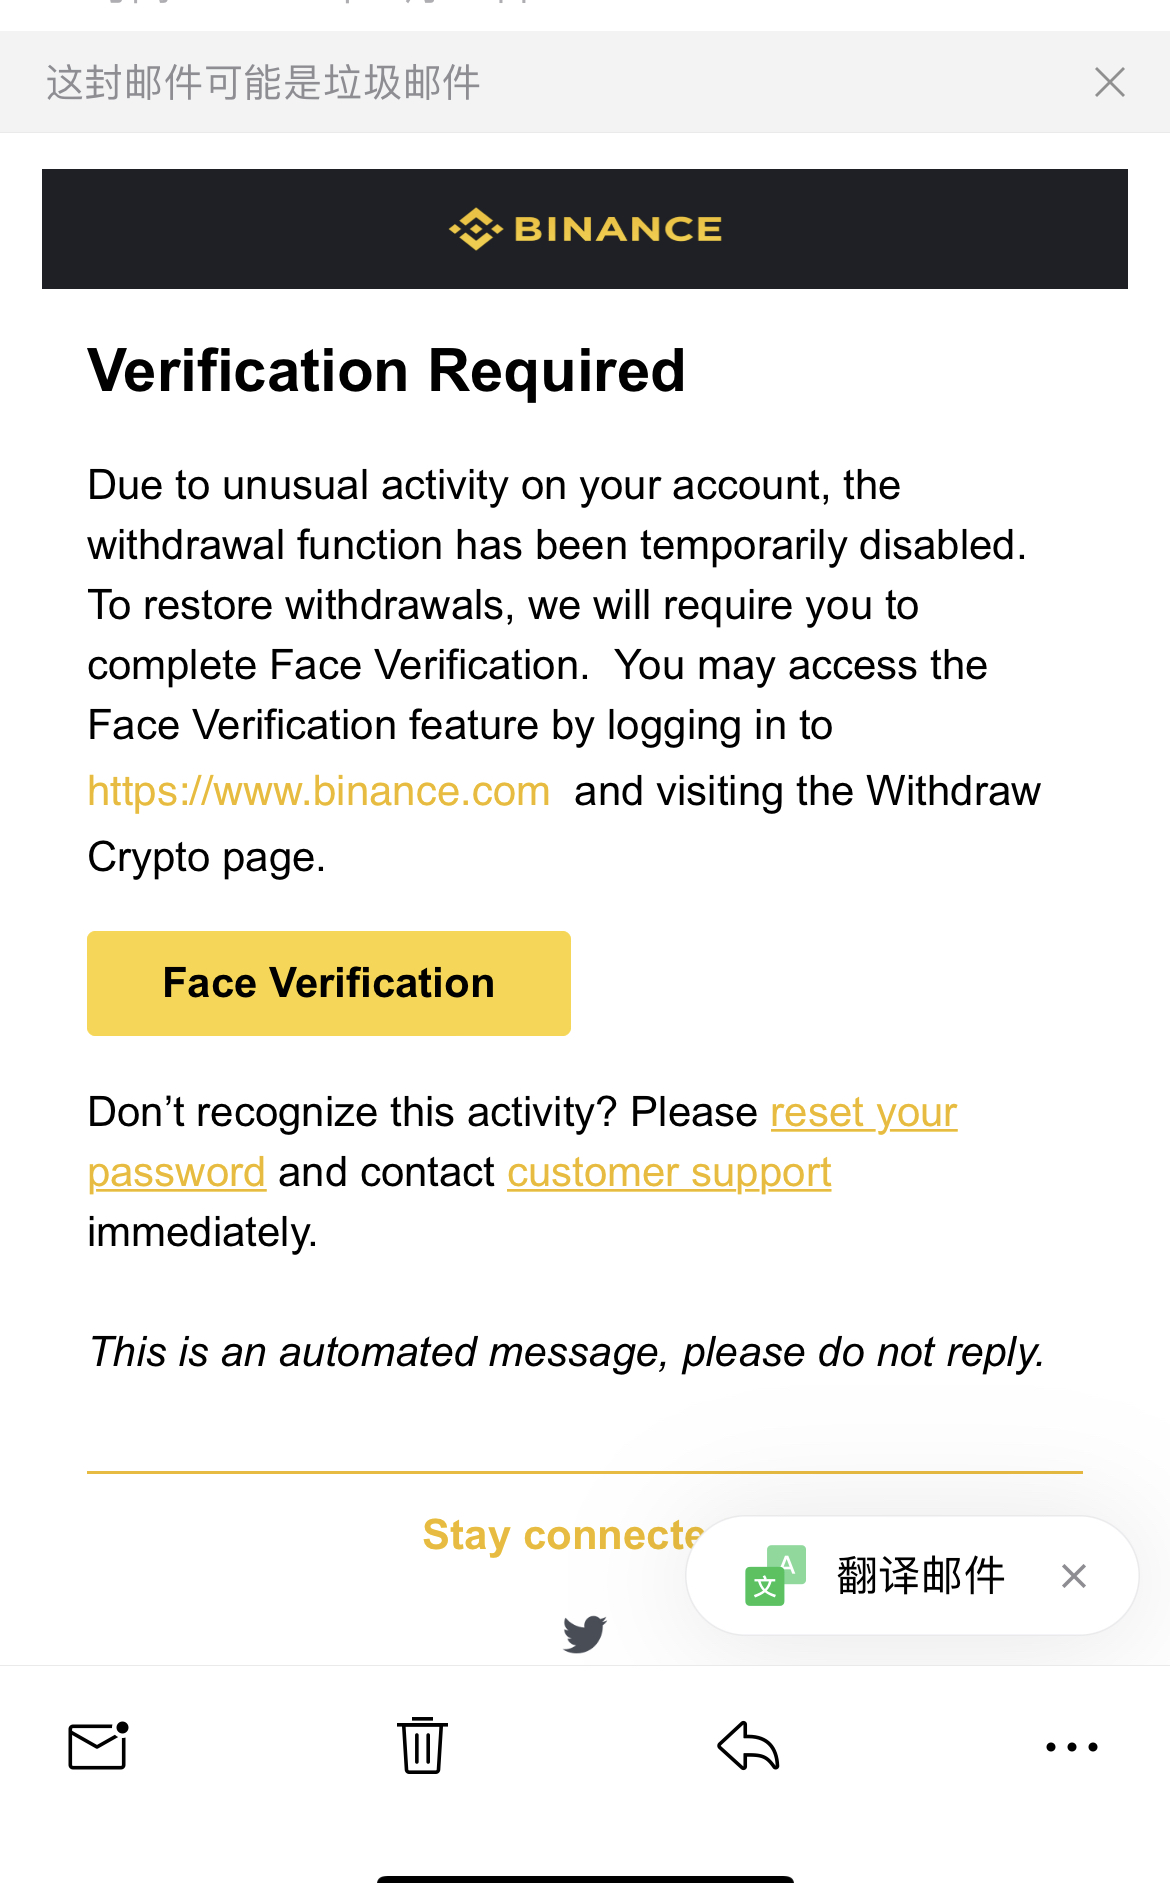 这封邮件可能是垃圾邮件
BINANCE
Verification Required
Due to unusual activity on your account, the
withdrawal function has been temporarily disabled.
To restore withdrawals, we will require you to
complete Face Verification.  You may access the
Face Verification feature by logging in to
https://www.binance.com  and visiting the Withdraw
Crypto page.
Face Verification
Don’t recognize this activity? Please reset your
password and contact customer support
immediately.
This is an automated message, please do not reply.
Stay connecte
A
文
翻译邮件